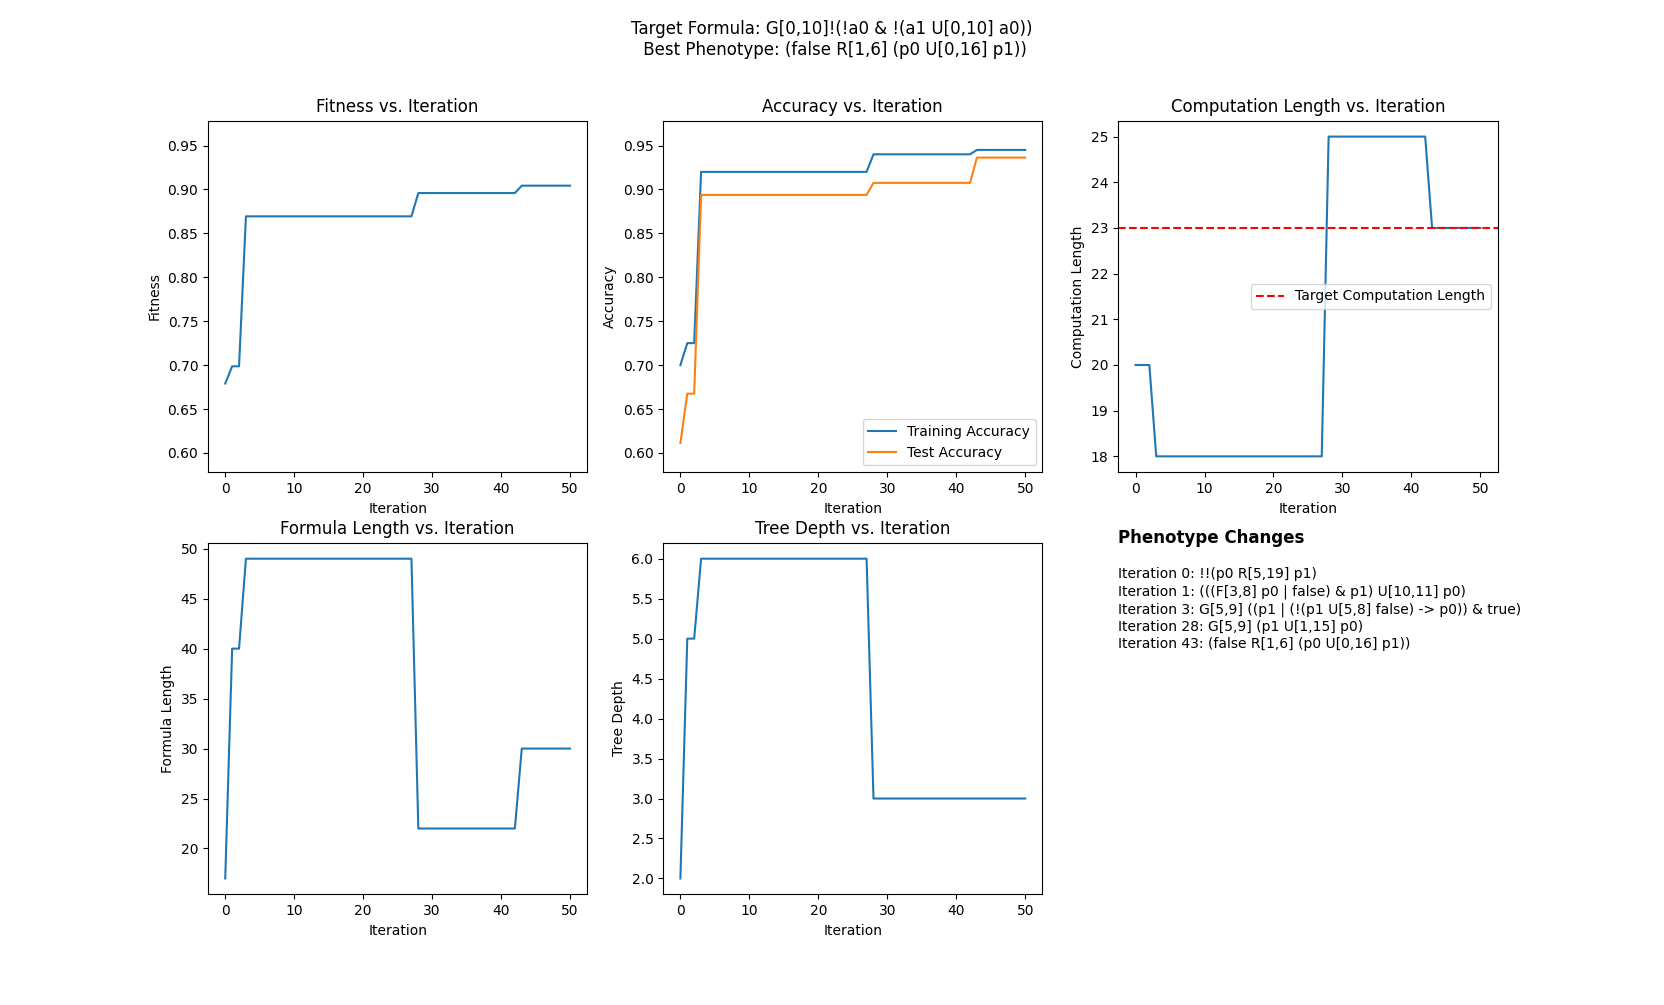 Target Formula: G[0,10]!(!a0 & !(a1 U[0,10] a0))
Best Phenotype: (false R[1,6] (p0 U[0,16] p1))
Fitness vs. Iteration
0.95
0.90
0.85
0.80
0.75
0.70
0.65
0.60
Fitness
0 10 20 30 40 50
Iteration
Accuracy vs. Iteration
0.95
0.90
0.85
0.80
0.75
0.70
0.65
0.60
Accuracy
Training Accuracy
Test Accuracy
0 10 20 30 40 50
Iteration
Computation Length vs. Iteration
25
24
23
22
21
20
19
18
Computation Length
Target Computation Length
0 10 20 30 40 50
Iteration
Formula Length vs. Iteration
50
45
40
35
30
25
20
Formula Length
0 10 20 30 40 50
Iteration
Tree Depth vs. Iteration
6.0
5.5
5.0
4.5
4.0
3.5
3.0
2.5
2.0
Tree Depth
0 10 20 30 40 50
Iteration
Phenotype Changes
Iteration 0: !!(p0 R[5,19] p1)
Iteration 1: (((F[3,8] p0 | false) & p1) U[10,11] p0)
Iteration 3: G[5,9] ((p1 | (!(p1 U[5,8] false) -> p0)) & true)
Iteration 28: G[5,9] (p1 U[1,15] p0)
Iteration 43: (false R[1,6] (p0 U[0,16] p1))